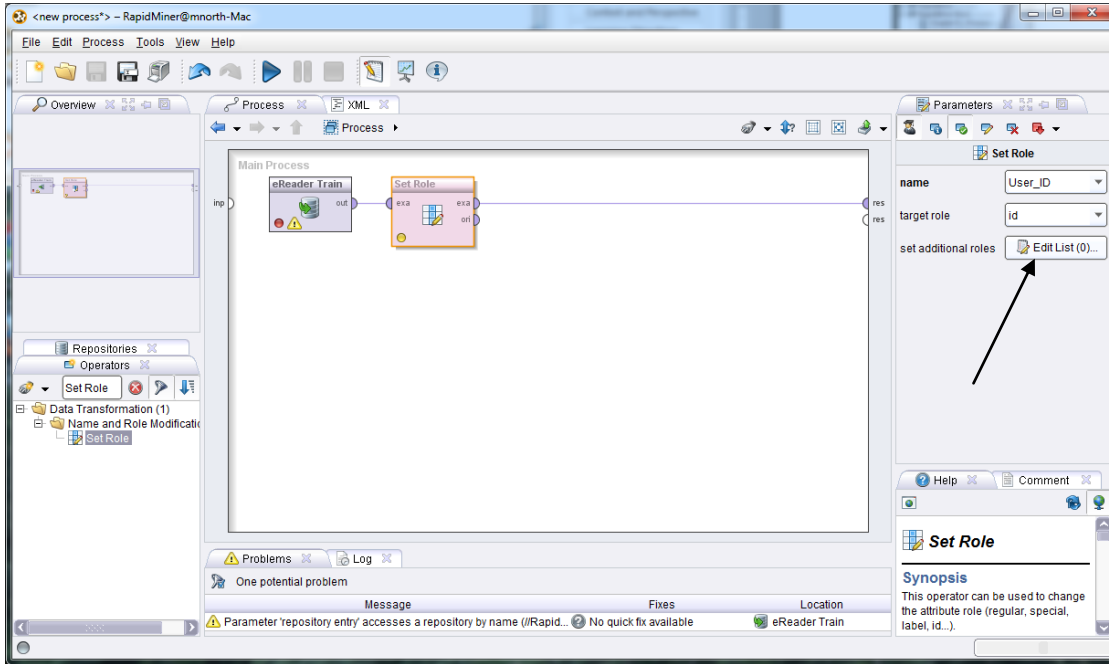 <new process*> – RapidMiner@mnorth-Mac
File Edit Process Tools View Help
Overview
Process
XML
Parameters
Process
Set Role
Main Process
eReader Train
Set Role
inp
out
exa
exa
ori
res
res
name
User_ID
target role
id
set additional roles
Edit List (0)...
Repositories
Operators
Set Role
Data Transformation (1)
Name and Role Modificatio
Set Role
Help
Comment
Set Role
Synopsis
This operator can be used to change
the attribute role (regular, special,
label, id...).
Problems
Log
One potential problem
Message Fixes Location
Parameter 'repository entry' accesses a repository by name (//Rapid... No quick fix available eReader Train